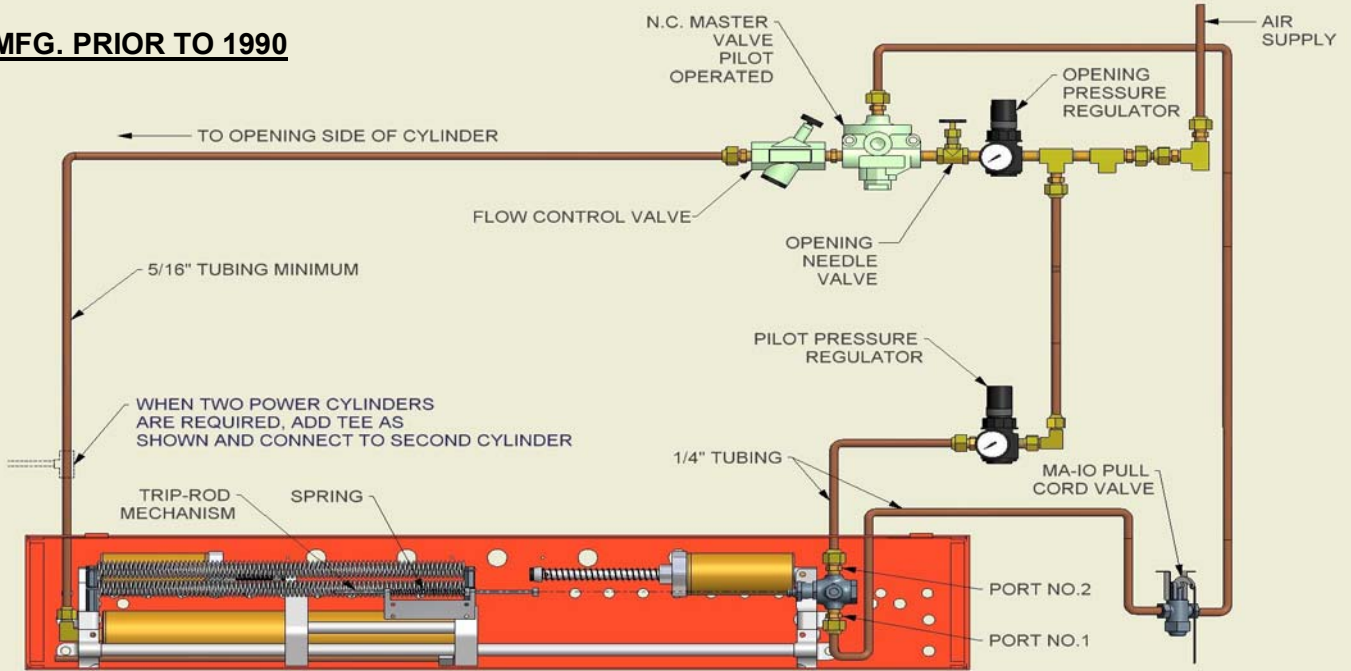 MFG. PRIOR TO 1990
N.C. MASTER
VALVE
PILOT
OPERATED
AIR
SUPPLY
OPENING
PRESSURE
REGULATOR
TO OPENING SIDE OF CYLINDER
FLOW CONTROL VALVE
OPENING
NEEDLE
VALVE
5/16" TUBING MINIMUM
PILOT PRESSURE
REGULATOR
WHEN TWO POWER CYLINDERS
ARE REQUIRED, ADD TEE AS
SHOWN AND CONNECT TO SECOND CYLINDER
1/4" TUBING
MA-IO PULL
CORD VALVE
TRIP-ROD
MECHANISM
SPRING
PORT NO.2
PORT NO.1